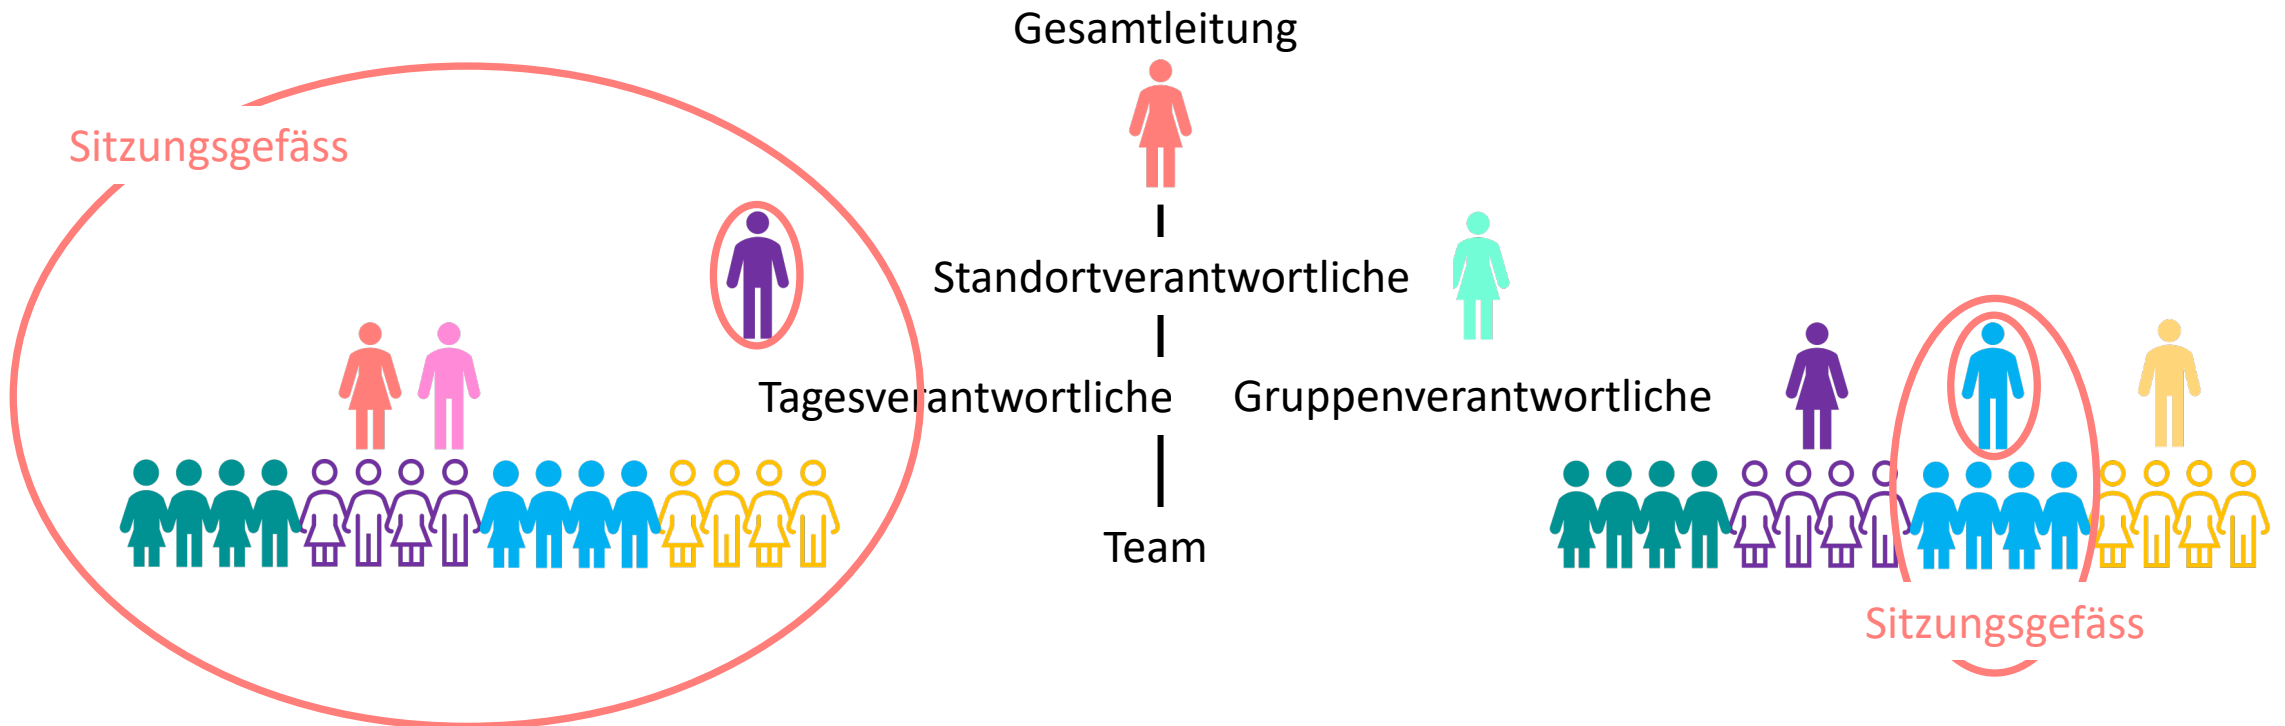 Gesamtleitung
Sitzungsgefäss
Standortverantwortliche
Tagesverantwortliche
Gruppenverantwortliche
Team
Sitzungsgefäss